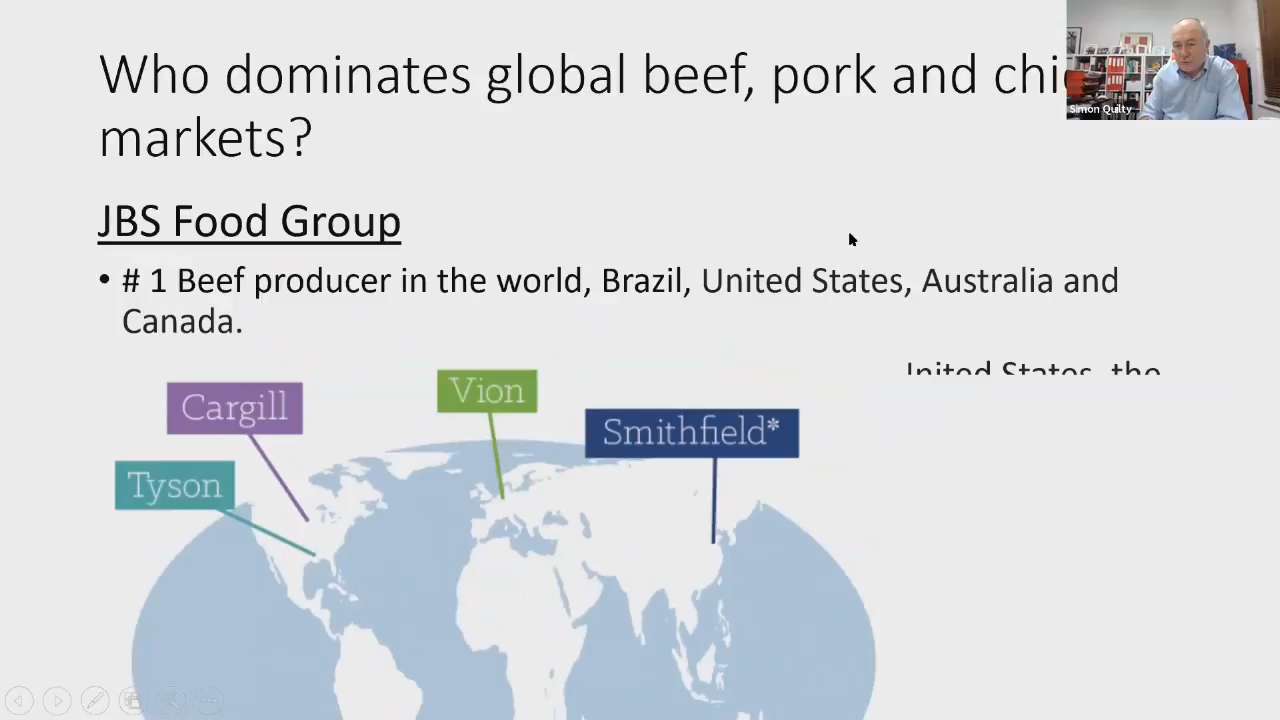 Who dominates global beef, pork and chi
markets?
Simon Quilty
JBS Food Group
• # 1 Beef producer in the world, Brazil, United States, Australia and
Canada.
United States, the
Cargill
Vion
Smithfield*
Tyson